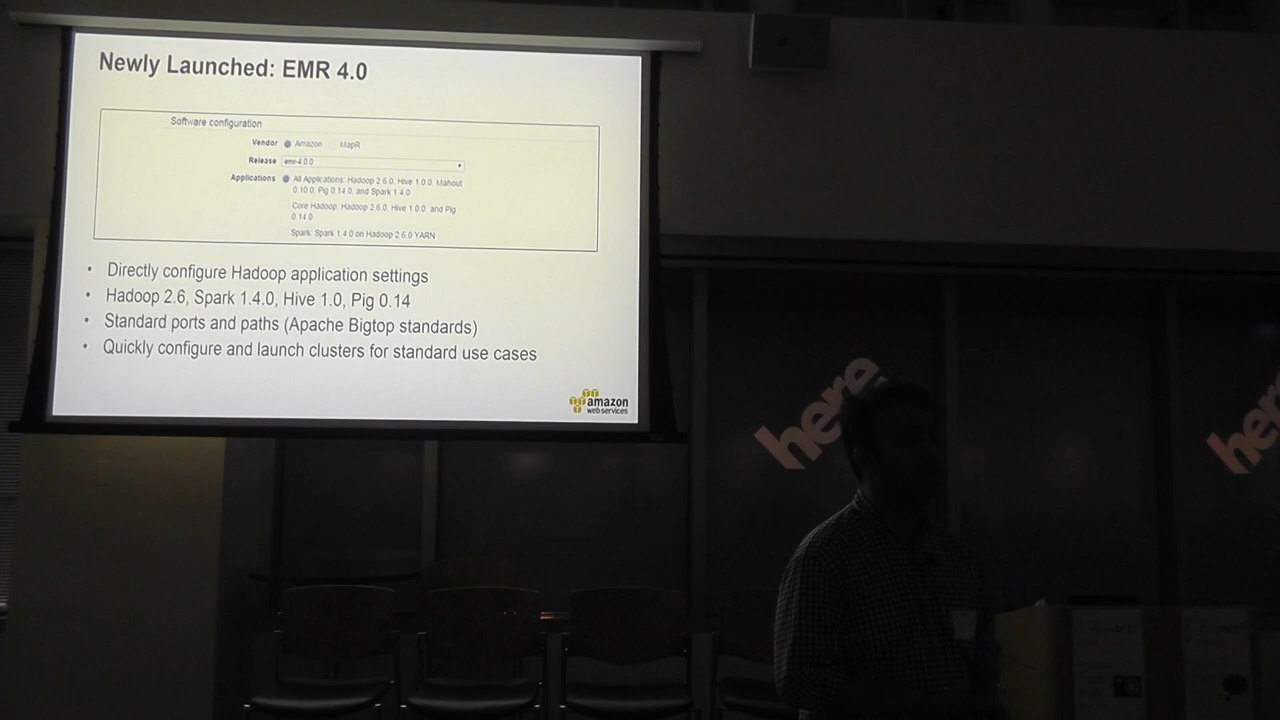 Newly Launched: EMR 4.0
Software configuration
Vendor Amazon MapR
Release emr-4.0.0
Applications All Applications: Hadoop 2.6.0, Hive 1.0.0, Mahout
0.10.0, Pig 0.14.0, and Spark 1.4.0
Core Hadoop: Hadoop 2.6.0, Hive 1.0.0, and Pig
0.14.0
Spark: Spark 1.4.0 on Hadoop 2.6.0 YARN
• Directly configure Hadoop application settings
• Hadoop 2.6, Spark 1.4.0, Hive 1.0, Pig 0.14
• Standard ports and paths (Apache Bigtop standards)
• Quickly configure and launch clusters for standard use cases
amazon
web services
here
here